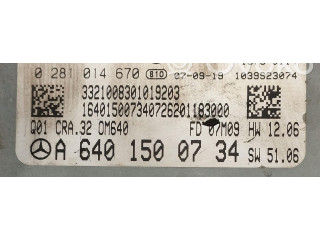 0 281 014 670 B10 07-09-19 1039S23074
3321008301019203
16401500734072620118300​0
Q01 CRA.32 OM640 FD 07M09 HW 12.06
A 640 150 07 34 SW 51.06